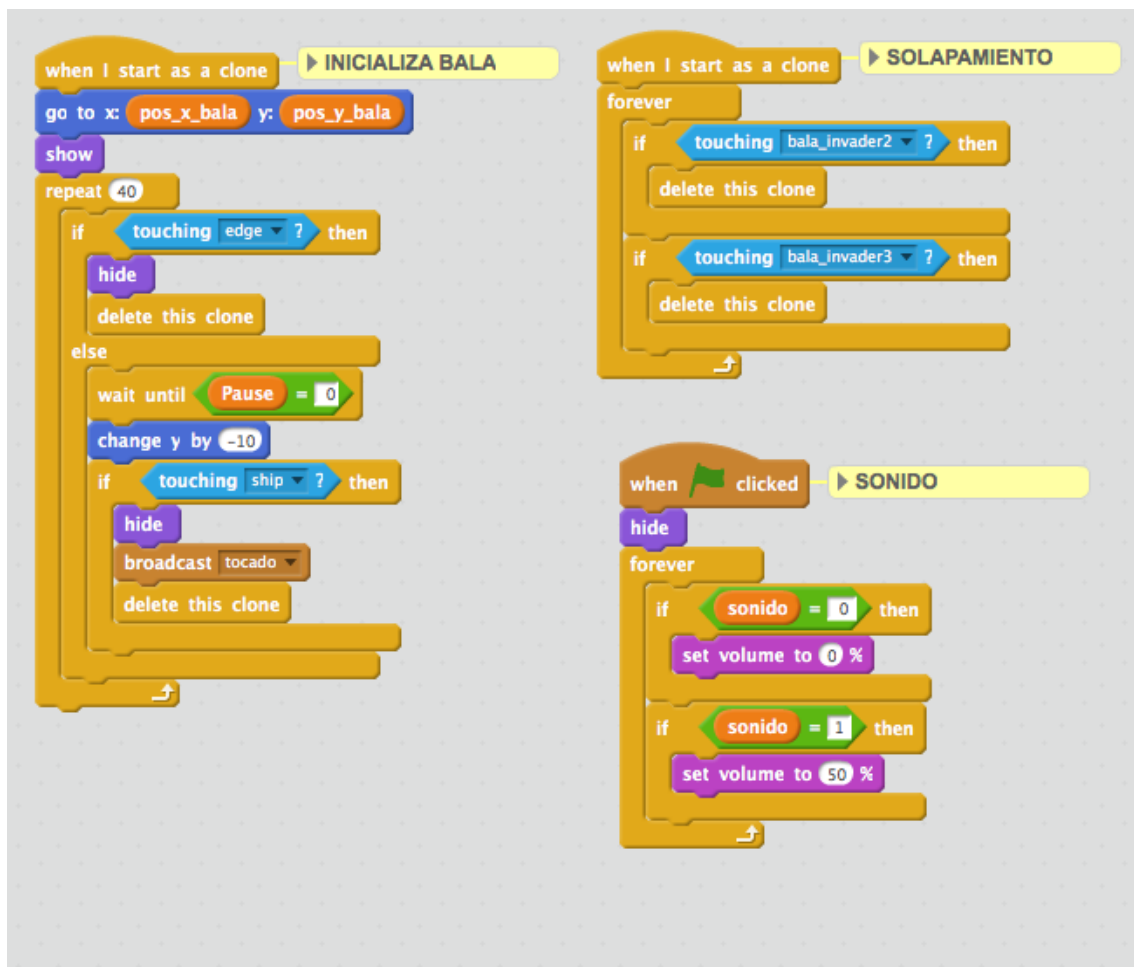 when I start as a clone
INICIALIZA BALA
go to x: pos_x_bala y: pos_y_bala
show
repeat 40
if touching edge ? then
hide
delete this clone
else
wait until Pause = 0
change y by -10
if touching ship ? then
hide
broadcast tocado
delete this clone
when I start as a clone
SOLAPAMIENTO
forever
if touching bala_invader2 ? then
delete this clone
if touching bala_invader3 ? then
delete this clone
when clicked
SONIDO
hide
forever
if sonido = 0 then
set volume to 0 %
if sonido = 1 then
set volume to 50 %